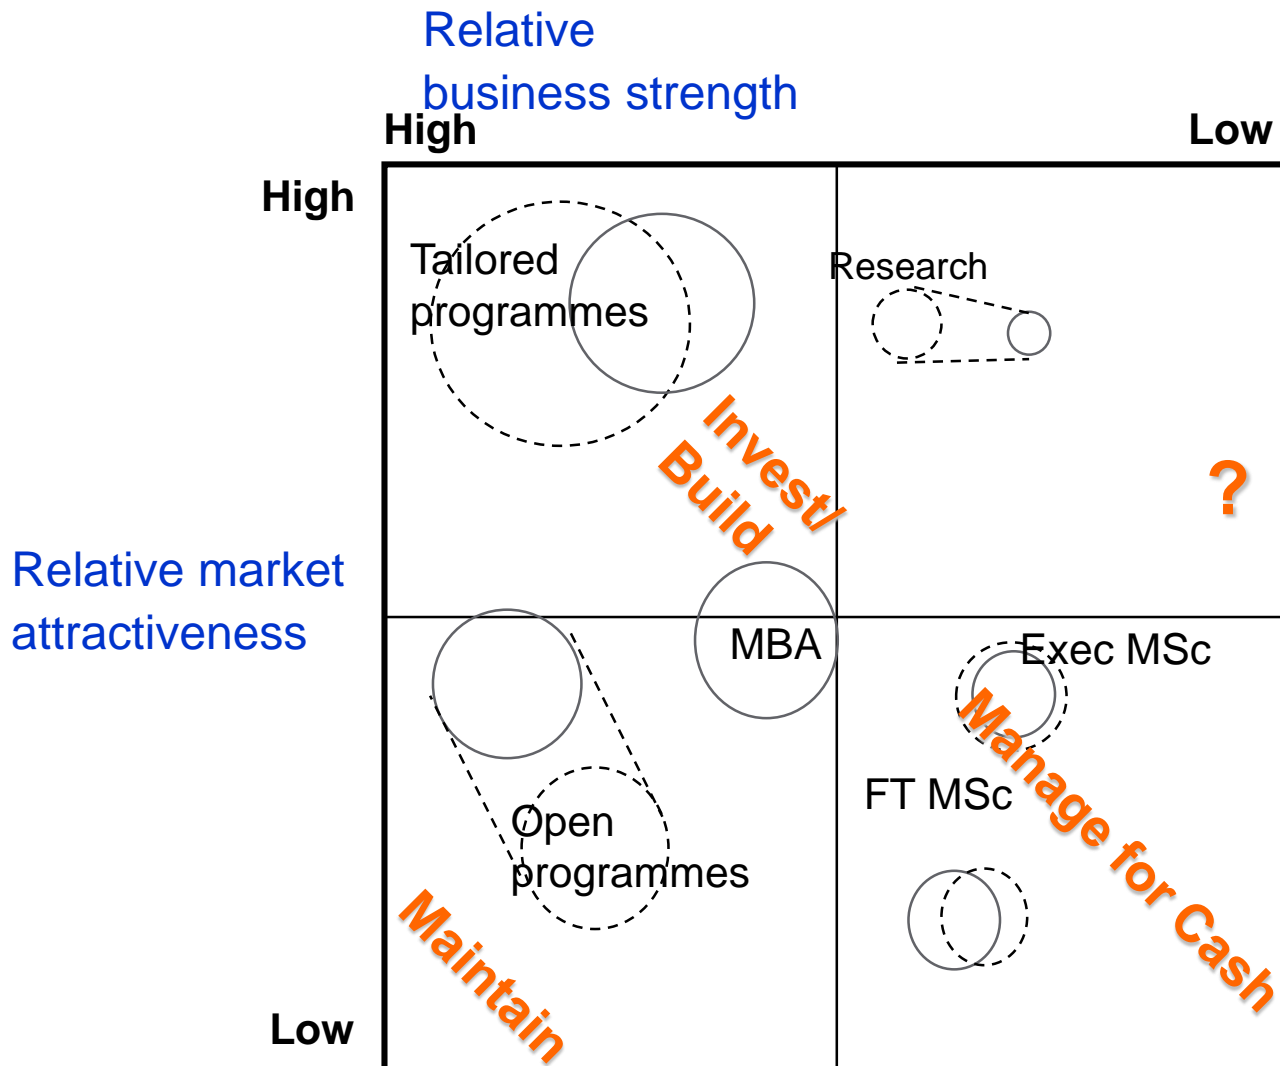 Relative
business strength
High
Low
High
Tailored
programmes
Research
Invest/
Build
?
Relative market
attractiveness
MBA
Exec MSc
FT MSc
Manage for Cash
Open
programmes
Maintain
Low